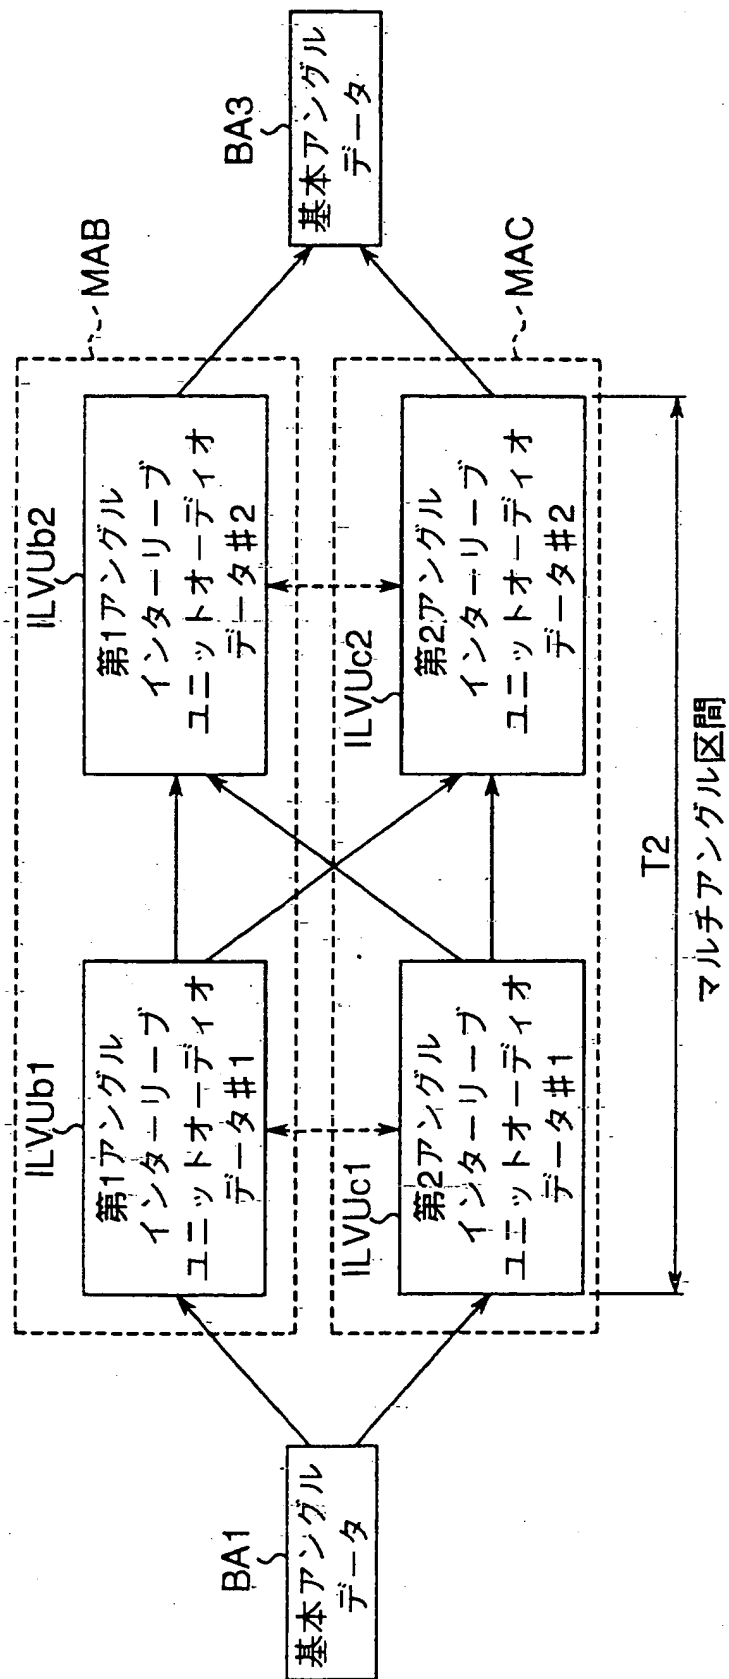 BA1
基本アングル
データ
MAB
ILVUb1
第1アングル
インターリーブ
ユニットオーディオ
データ#1
ILVUb2
第1アングル
インターリーブ
ユニットオーディオ
データ#2
ILVUc1
第2アングル
インターリーブ
ユニットオーディオ
データ#1
ILVUc2
第2アングル
インターリーブ
ユニットオーディオ
データ#2
MAC
BA3
基本アングル
データ
T2
マルチアングル区間